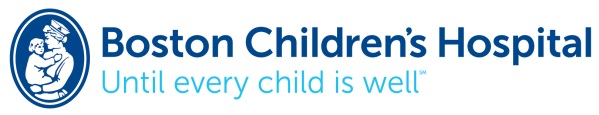 Boston Children's Hospital
Until every child is well℠